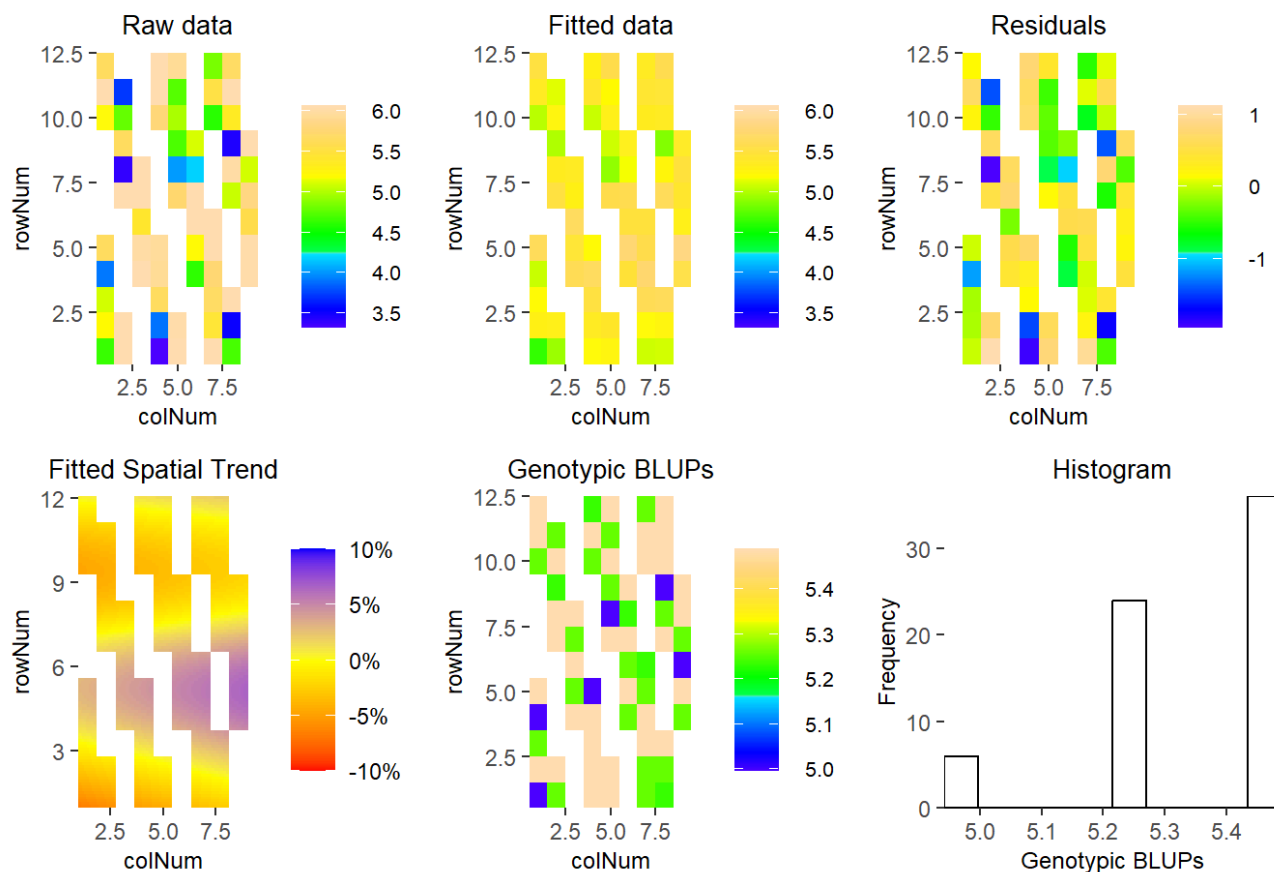 Raw data
12.5
10.0
7.5
5.0
2.5
rowNum
2.5 5.0 7.5
colNum
6.0
5.5
5.0
4.5
4.0
3.5
Fitted data
12.5
10.0
7.5
5.0
2.5
rowNum
2.5 5.0 7.5
colNum
6.0
5.5
5.0
4.5
4.0
3.5
Residuals
12.5
10.0
7.5
5.0
2.5
rowNum
2.5 5.0 7.5
colNum
1
0
-1
Fitted Spatial Trend
12
9
6
3
rowNum
2.5 5.0 7.5
colNum
10%
5%
0%
-5%
-10%
Genotypic BLUPs
12.5
10.0
7.5
5.0
2.5
rowNum
2.5 5.0 7.5
colNum
5.4
5.3
5.2
5.1
5.0
Histogram
30
20
10
0
Frequency
5.0 5.1 5.2 5.3 5.4
Genotypic BLUPs